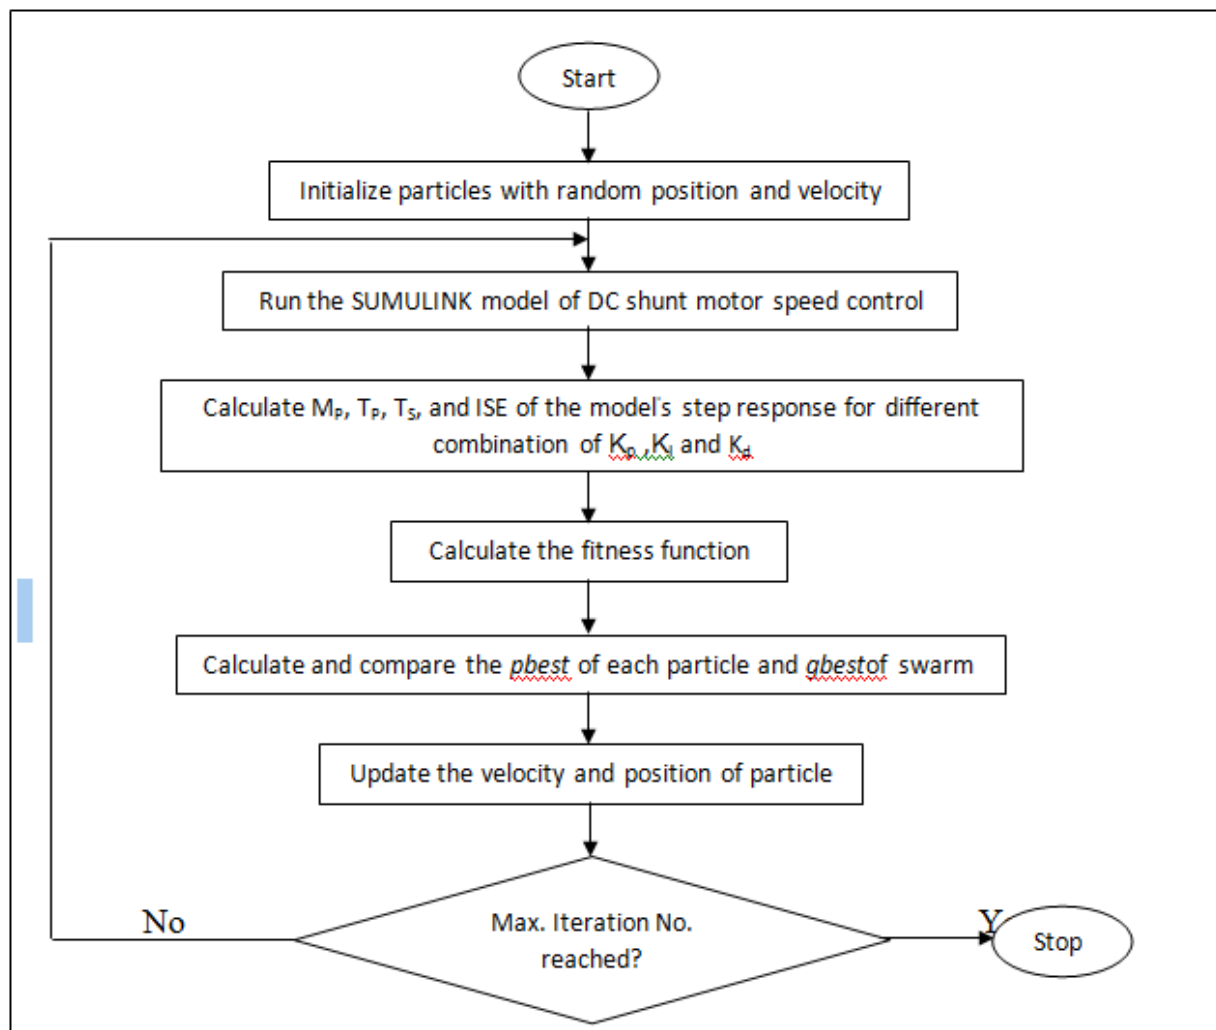 Start
Initialize particles with random position and velocity
Run the SUMULINK model of DC shunt motor speed control
Calculate MP, TP, TS, and ISE of the model's step response for different
combination of Kp ,Ki and Kd
Calculate the fitness function
Calculate and compare the pbest of each particle and gbestof swarm
Update the velocity and position of particle
Max. Iteration No.
reached?
No
Y
Stop